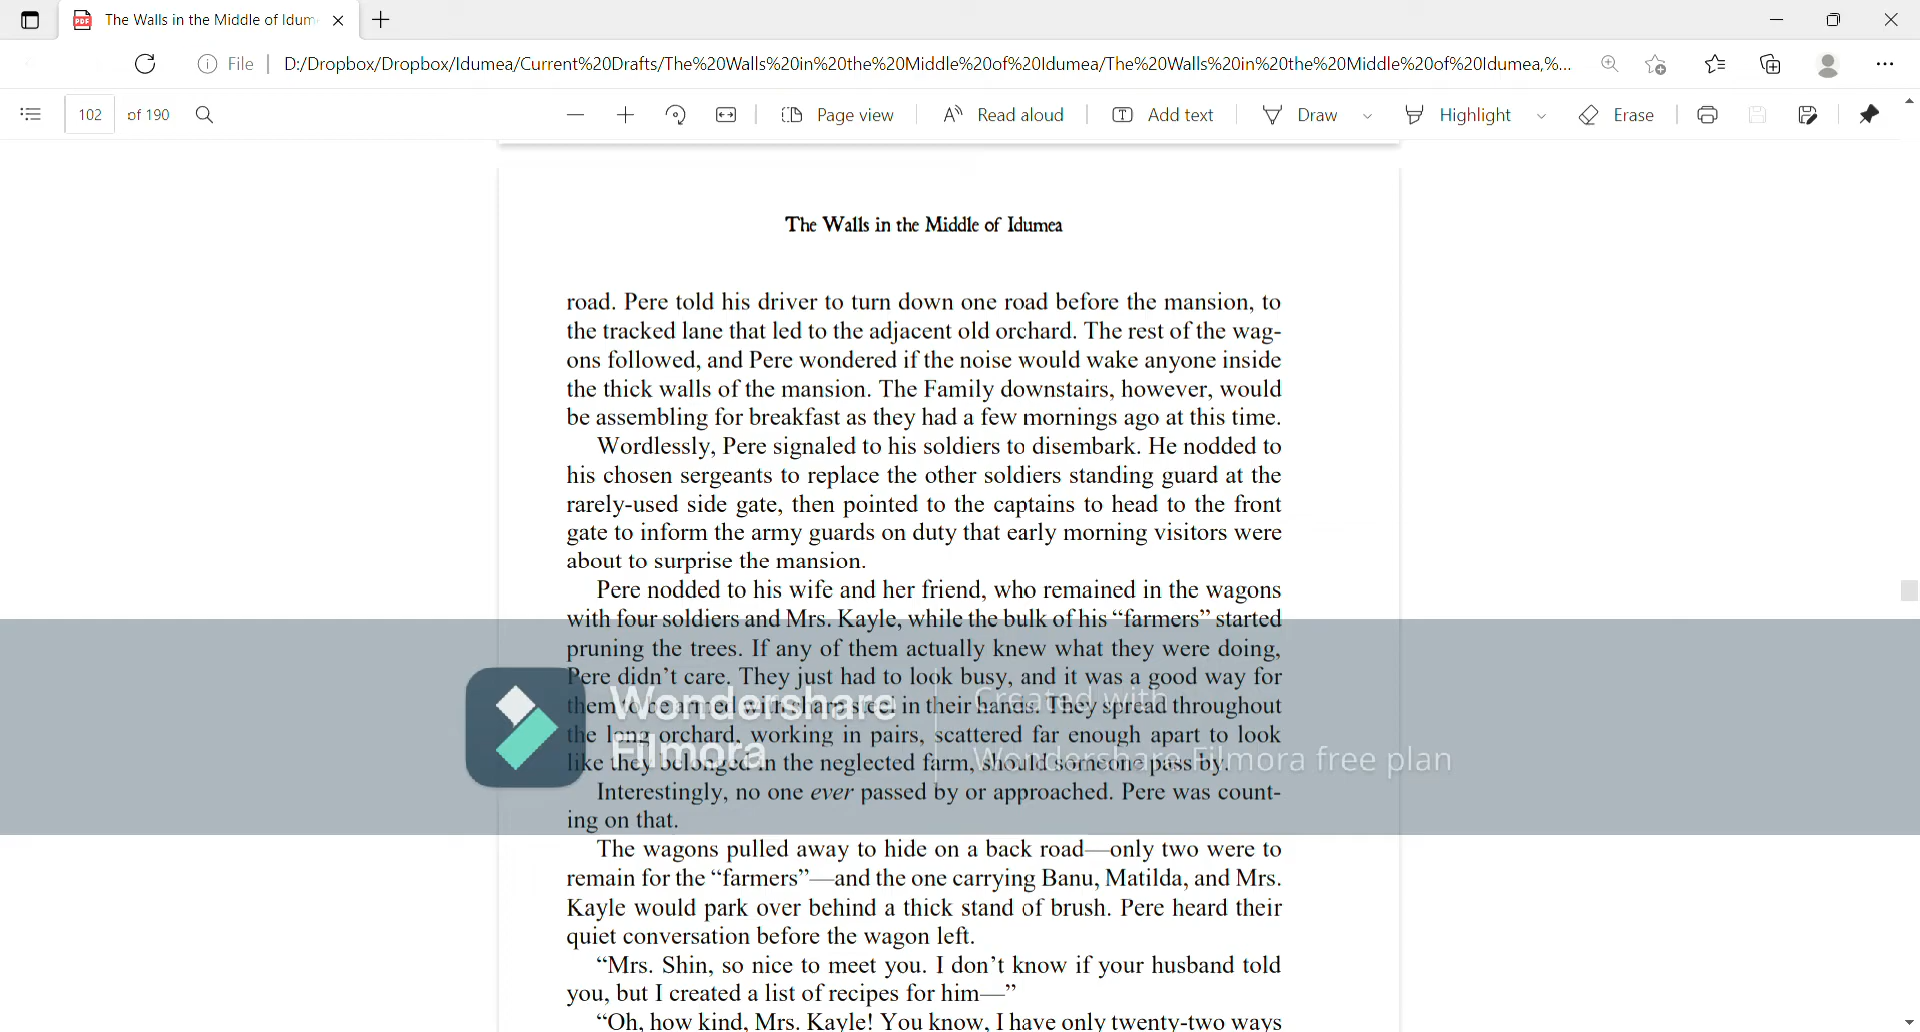 The Walls in the Middle of Idum
File
D:/Dropbox/Dropbox/Idumea/Current%20Drafts/The%20Walls%20in%20the%20Middle%20of%20Idumea/The%20Walls%20in%20the%20Middle%20of%20Idumea,%...
102 of 190
Page view
Read aloud
Add text
Draw
Highlight
Erase
The Walls in the Middle of Idumea
road. Pere told his driver to turn down one road before the mansion, to
the tracked lane that led to the adjacent old orchard. The rest of the wag-
ons followed, and Pere wondered if the noise would wake anyone inside
the thick walls of the mansion. The Family downstairs, however, would
be assembling for breakfast as they had a few mornings ago at this time.
Wordlessly, Pere signaled to his soldiers to disembark. He nodded to
his chosen sergeants to replace the other soldiers standing guard at the
rarely-used side gate, then pointed to the captains to head to the front
gate to inform the army guards on duty that early morning visitors were
about to surprise the mansion.
Pere nodded to his wife and her friend, who remained in the wagons
with four soldiers and Mrs. Kayle, while the bulk of his “farmers” started
pruning the trees. If any of them actually knew what they were doing,
Pere didn’t care. They just had to look busy, and it was a good way for
them to be armed with sharp steel in their hands. They spread throughout
the long orchard, working in pairs, scattered far enough apart to look
like they belonged in the neglected farm, should someone pass by.
Interestingly, no one ever passed by or approached. Pere was count-
ing on that.
The wagons pulled away to hide on a back road—only two were to
remain for the “farmers”—and the one carrying Banu, Matilda, and Mrs.
Kayle would park over behind a thick stand of brush. Pere heard their
quiet conversation before the wagon left.
“Mrs. Shin, so nice to meet you. I don’t know if your husband told
you, but I created a list of recipes for him—”
“Oh, how kind, Mrs. Kayle! You know, I have only twenty-two ways
Wondershare
Filmora
Created with
Wondershare Filmora free plan